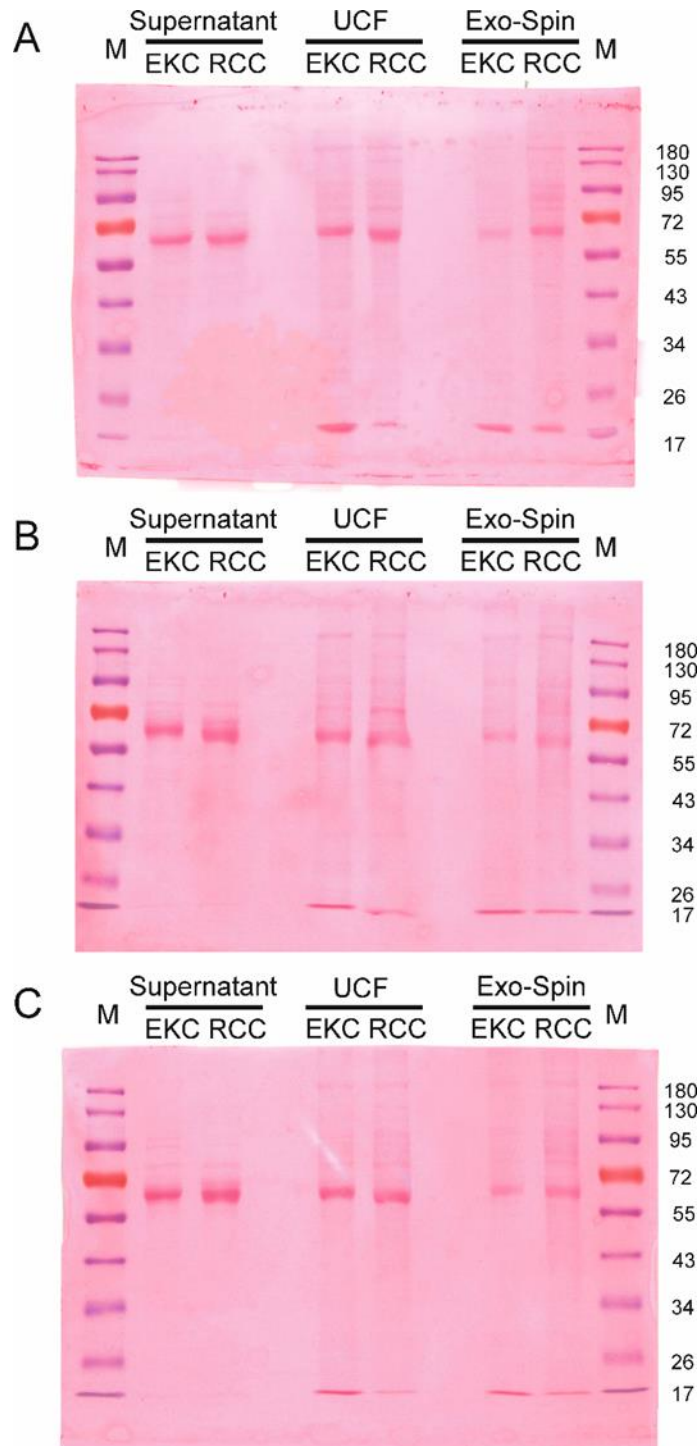 A
M
Supernatant UCF Exo-Spin
EKC RCC EKC RCC EKC RCC
M
180
130
95
72
55
43
34
26
17
B
M
Supernatant UCF Exo-Spin
EKC RCC EKC RCC EKC RCC
M
180
130
95
72
55
43
34
26
17
C
M
Supernatant UCF Exo-Spin
EKC RCC EKC RCC EKC RCC
M
180
130
95
72
55
43
34
26
17